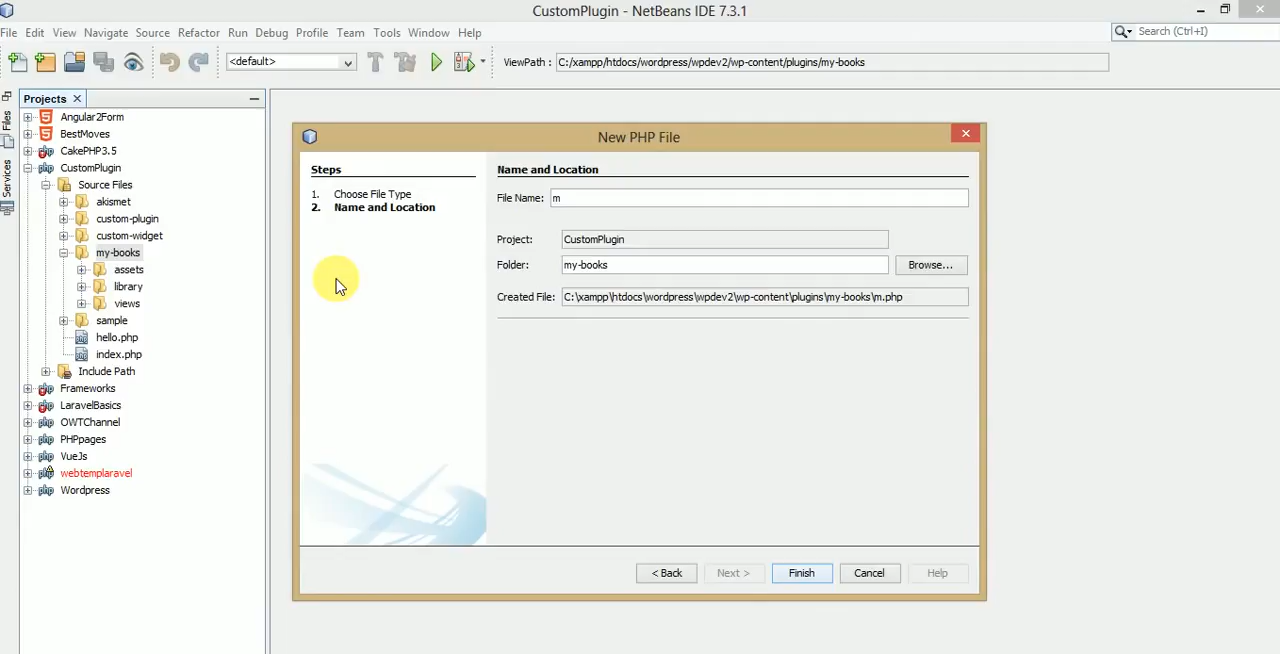 CustomPlugin - NetBeans IDE 7.3.1
File Edit View Navigate Source Refactor Run Debug Profile Team Tools Window Help
Search (Ctrl+I)
<default>
ViewPath : C:/xampp/htdocs/wordpress/wpdev2/wp-content/plugins/my-books
Files
Services
Projects
Angular2Form
BestMoves
CakePHP3.5
CustomPlugin
Source Files
akismet
custom-plugin
custom-widget
my-books
assets
library
views
sample
hello.php
index.php
Include Path
Frameworks
LaravelBasics
OWTChannel
PHPpages
VueJs
webtemplaravel
Wordpress
New PHP File
Steps
1. Choose File Type
2. Name and Location
Name and Location
File Name: m
Project: CustomPlugin
Folder: my-books Browse...
Created File: C:\xampp\htdocs\wordpress\wpdev2\wp-content\plugins\my-books\m.php
< Back Next > Finish Cancel Help